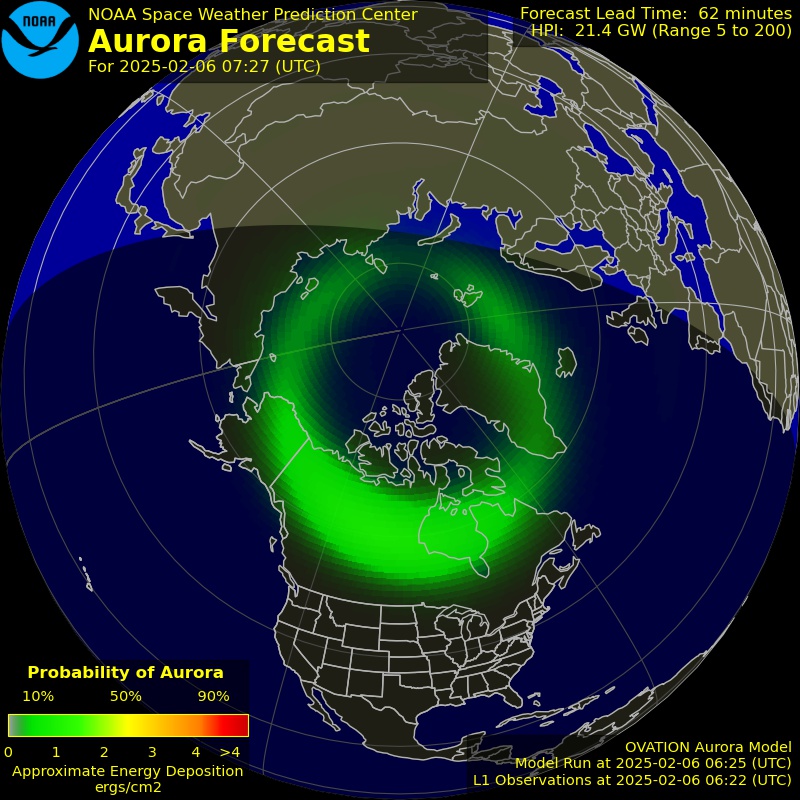 NOAA
NOAA Space Weather Prediction Center
Aurora Forecast
For 2025-02-06 07:27 (UTC)
Forecast Lead Time:  62 minutes
HPI:  21.4 GW (Range 5 to 200)
Probability of Aurora
10% 50% 90%
0 1 2 3 4 >4
Approximate Energy Deposition
ergs/cm2
OVATION Aurora Model
Model Run at 2025-02-06 06:25 (UTC)
L1 Observations at 2025-02-06 06:22 (UTC)